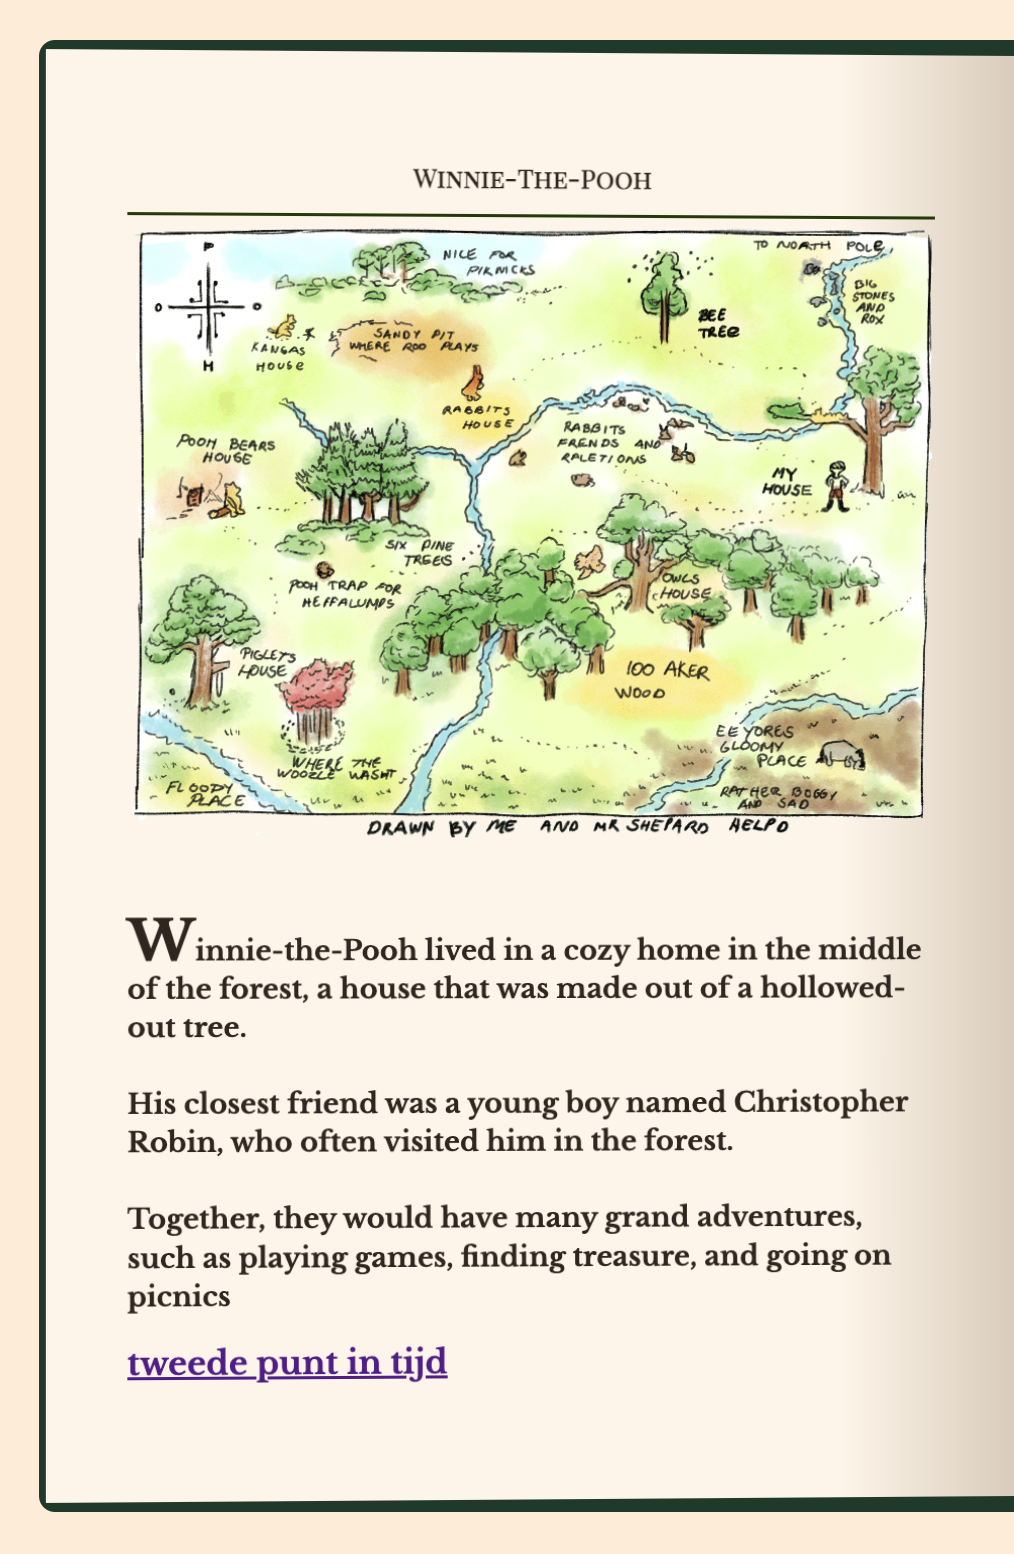 Winnie-The-Pooh
P
O O
H
NICE FOR
PIKNICKS
TO NORTH POLE
BIG
STONES
AND
ROX
BEE
TREE
KANGAS
HOUSE
SANDY PIT
WHERE ROO PLAYS
RABBITS
HOUSE
RABBITS
FRENDS AND
RALETIONS
POOH BEARS
HOUSE
MY
HOUSE
SIX PINE
TREES
POOH TRAP FOR
HEFFALUMPS
OWLS
HOUSE
PIGLETS
HOUSE
100 AKER
WOOD
WHERE THE
WOOZLE WASNT
EEYORES
GLOOMY
PLACE
FLOODY
PLACE
RATHER BOGGY
AND SAD
DRAWN BY ME AND MR SHEPARD HELPD
Winnie-the-Pooh lived in a cozy home in the middle
of the forest, a house that was made out of a hollowed-
out tree.
His closest friend was a young boy named Christopher
Robin, who often visited him in the forest.
Together, they would have many grand adventures,
such as playing games, finding treasure, and going on
picnics
tweede punt in tijd